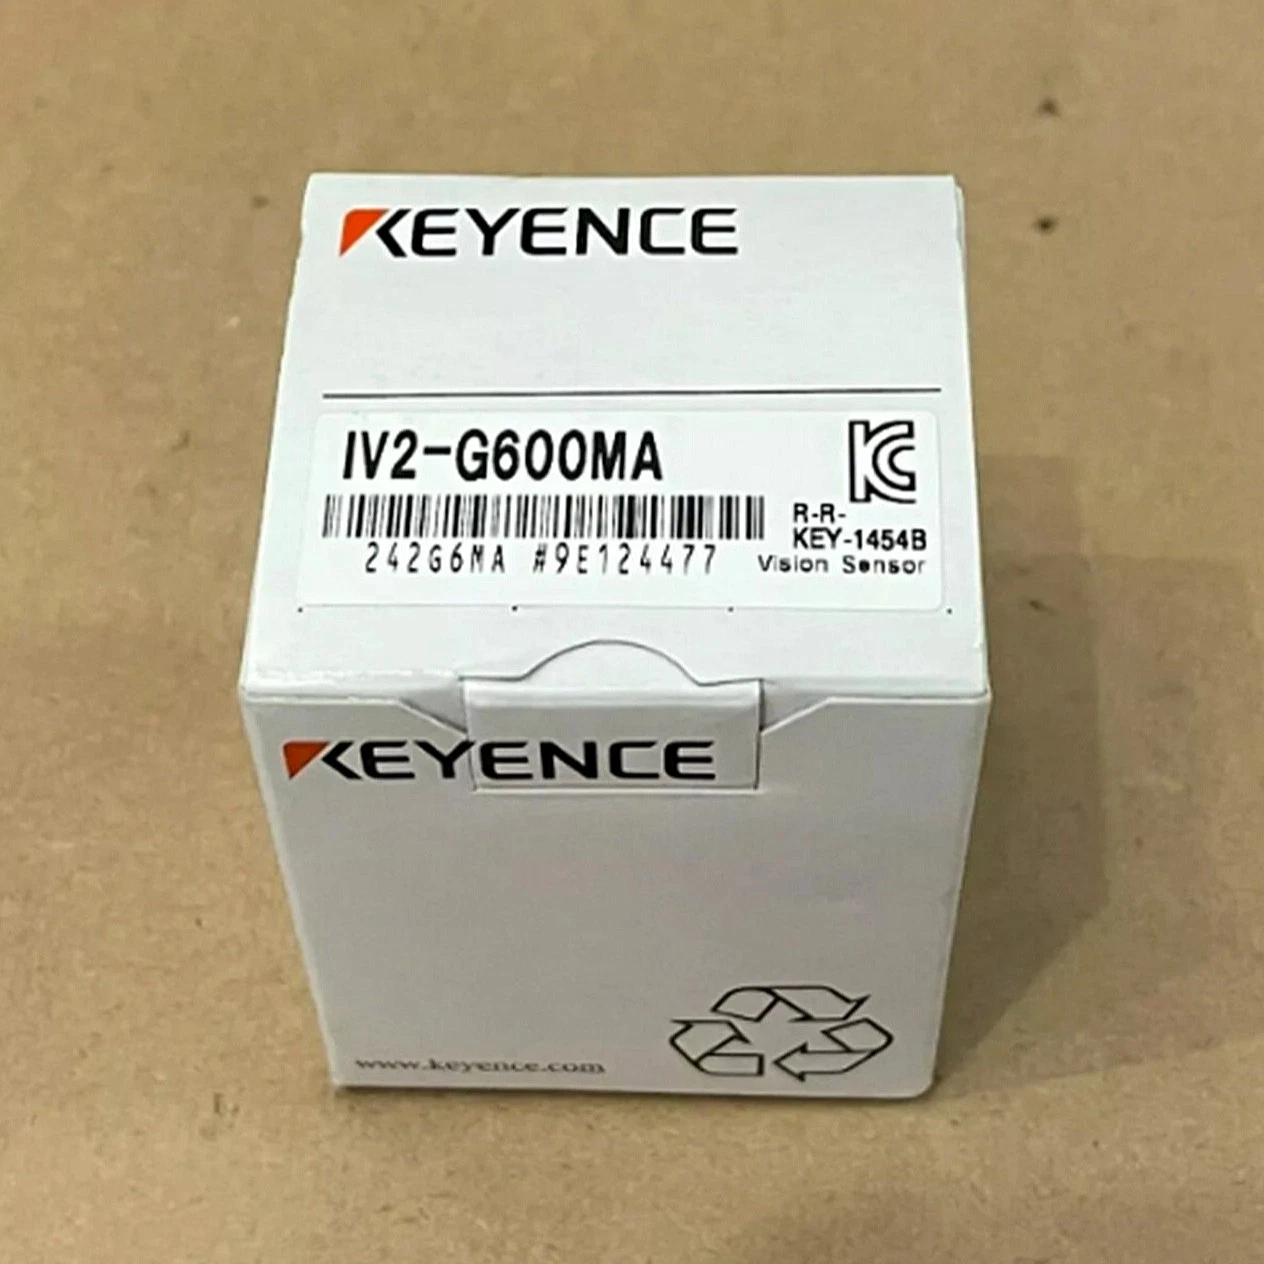 KEYENCE
IV2-G600MA
R-R-
KEY-1454B
242G6MA #9E124477
Vision Sensor
KEYENCE
www.keyence.com